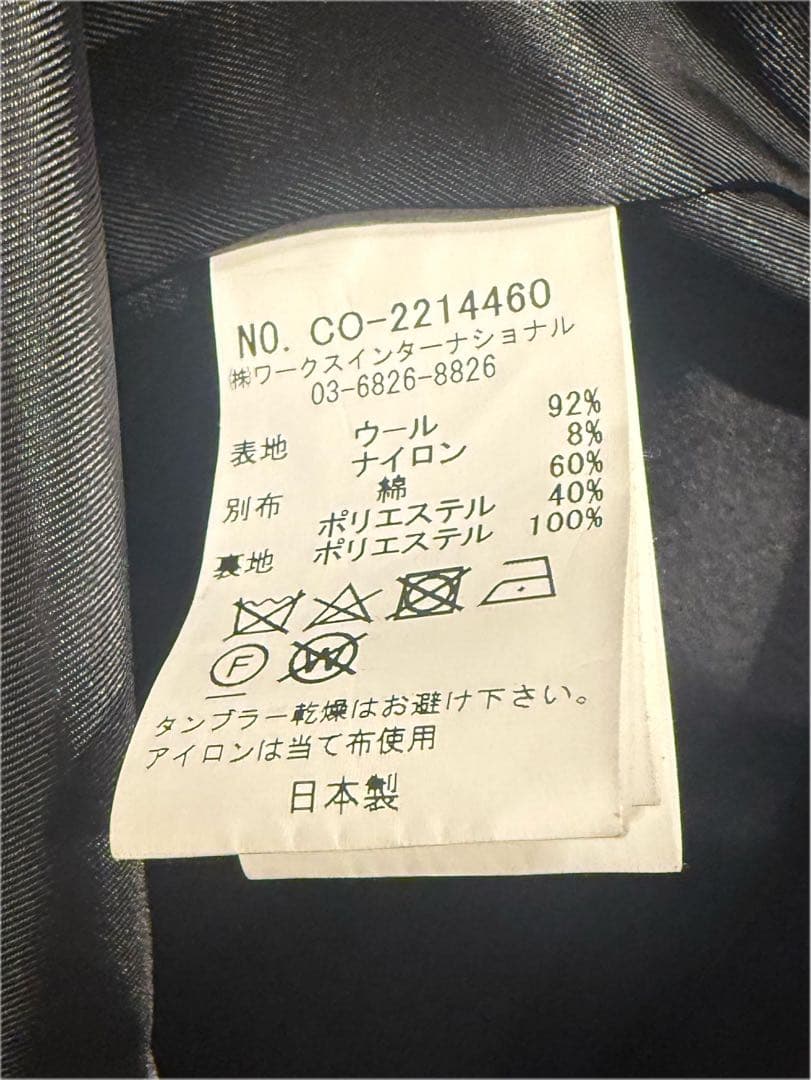 NO. CO-2214460
㈱ワークスインターナショナル
03-6826-8826
表地 ウール 92%
ナイロン 8%
別布 綿 60%
ポリエステル 40%
裏地 ポリエステル 100%
F W
タンブラー乾燥はお避け下さい。
アイロンは当て布使用
日本製